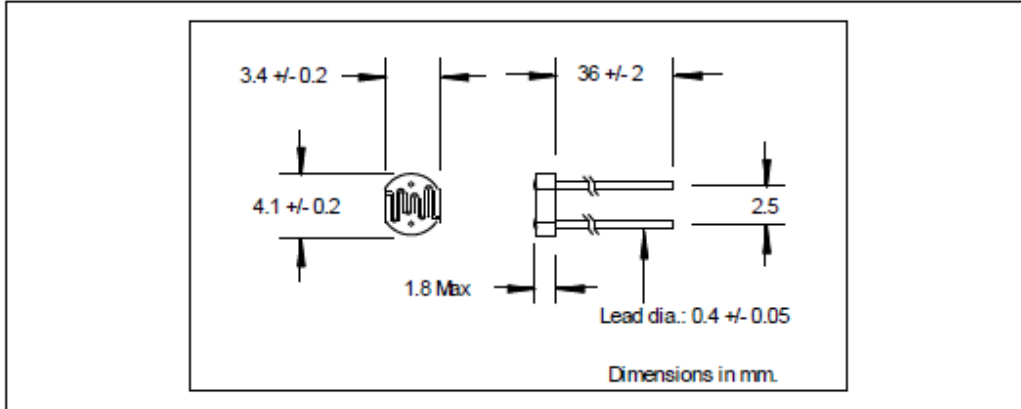 3.4 +/- 0.2
36 +/- 2
4.1 +/- 0.2
2.5
1.8 Max
Lead dia.: 0.4 +/- 0.05
Dimensions in mm.